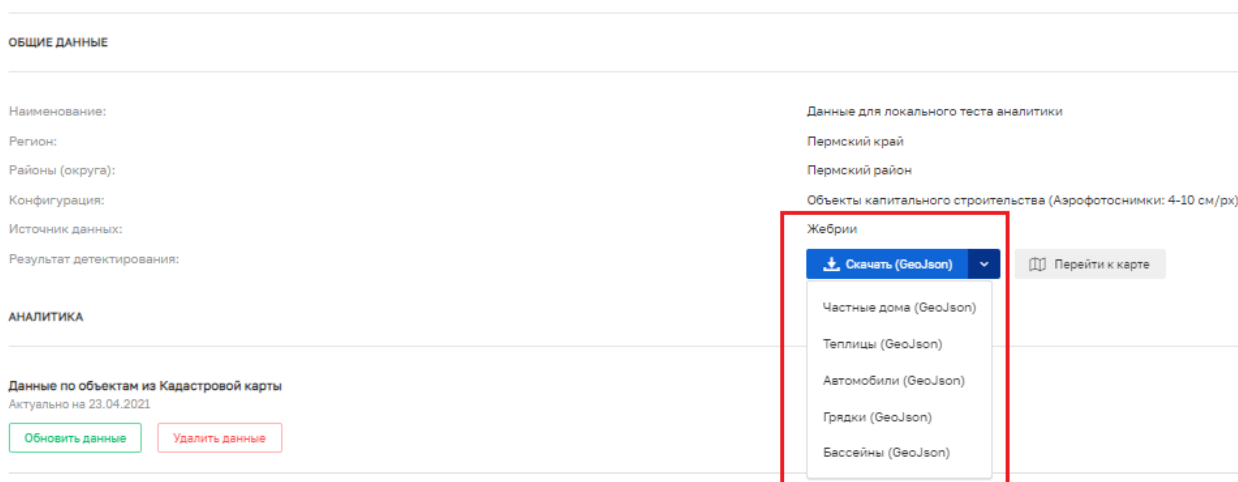 ОБЩИЕ ДАННЫЕ
Наименование: Данные для локального теста аналитики
Регион: Пермский край
Районы (округа): Пермский район
Конфигурация: Объекты капитального строительства (Аэрофотоснимки: 4-10 см/px)
Источник данных: Жебрии
Результат детектирования: Скачать (GeoJson) Перейти к карте
Частные дома (GeoJson)
АНАЛИТИКА
Теплицы (GeoJson)
Автомобили (GeoJson)
Данные по объектам из Кадастровой карты
Актуально на 23.04.2021
Грядки (GeoJson)
Обновить данные Удалить данные
Бассейны (GeoJson)